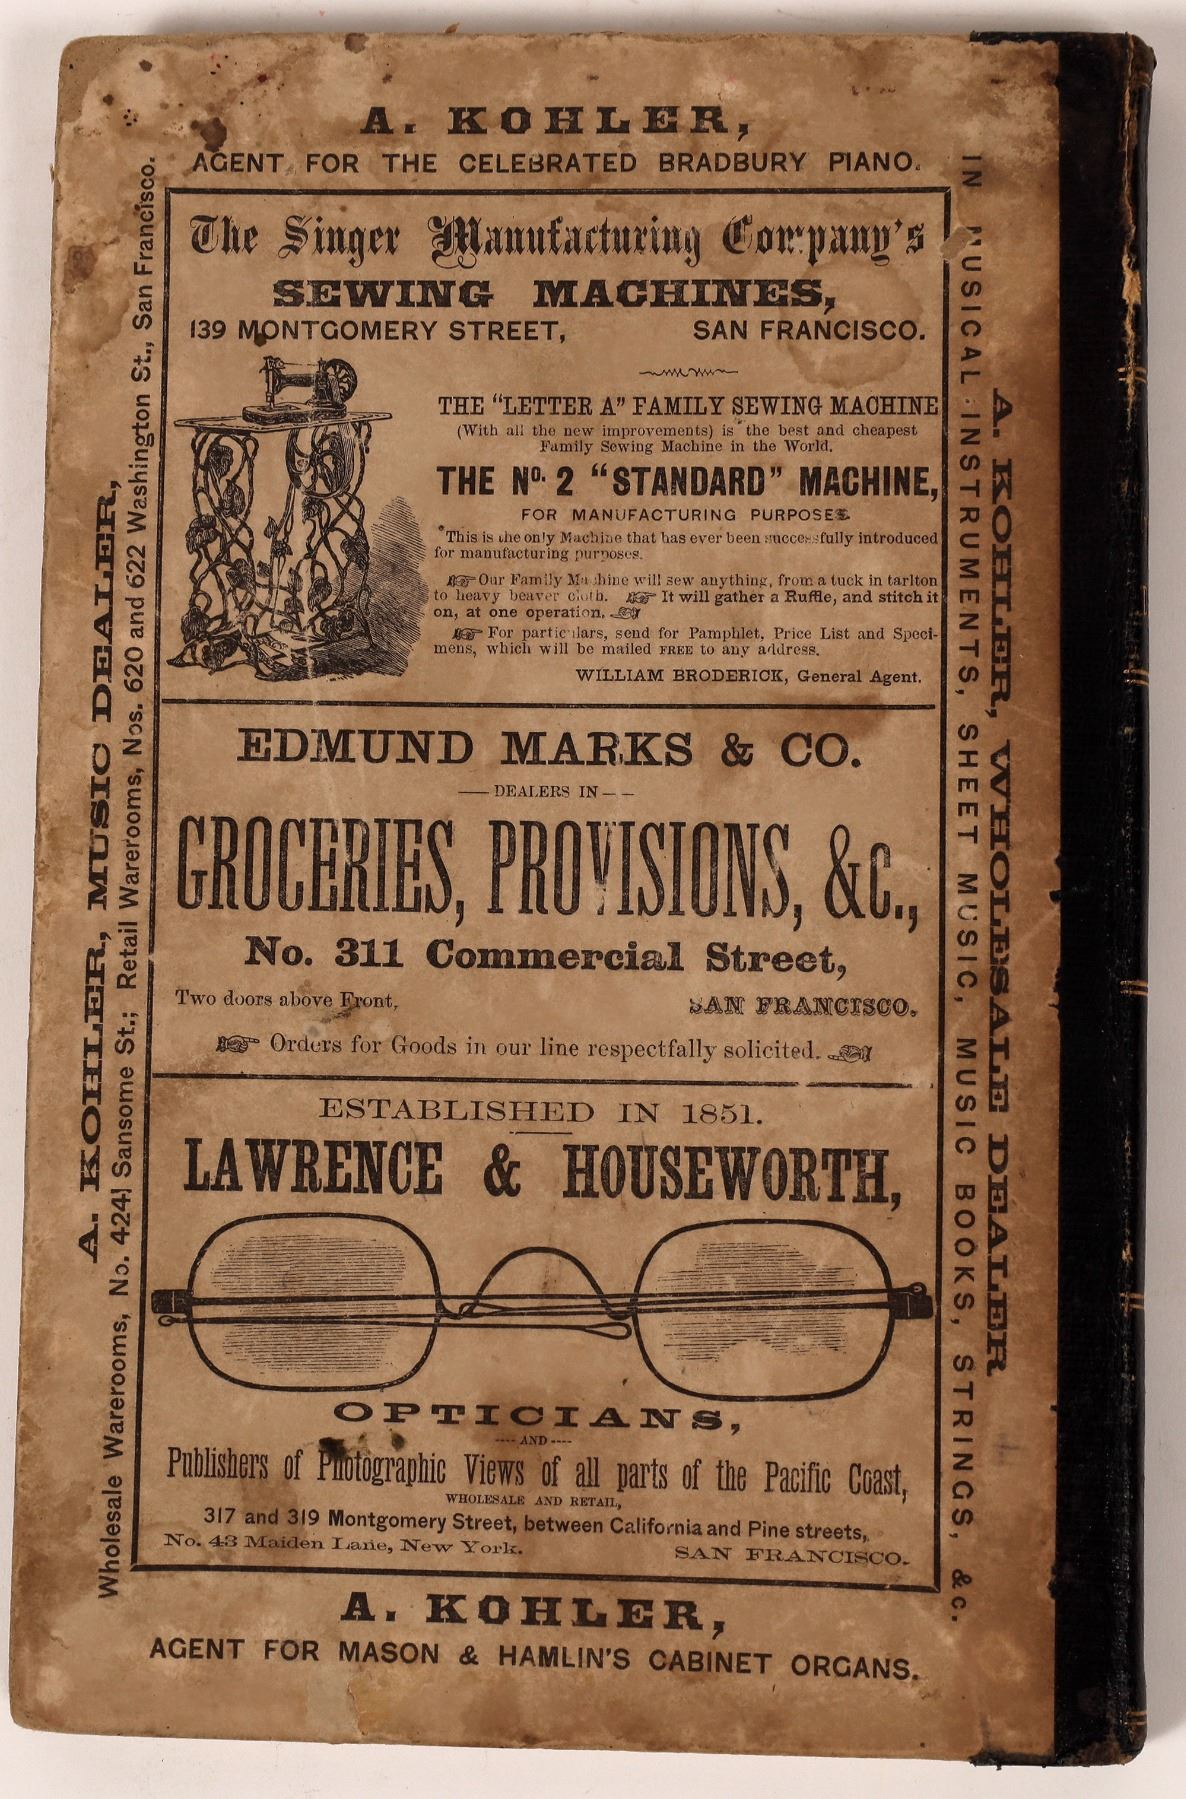 A. KOHLER,
AGENT FOR THE CELEBRATED BRADBURY PIANO.
A. KOHLER, MUSIC DEALER,
Wholesale Warerooms, No. 424½ Sansome St.; Retail Warerooms, Nos. 620 and 622 Washington St., San Francisco.
The Singer Manufacturing Company's
SEWING MACHINES,
139 MONTGOMERY STREET, SAN FRANCISCO.
THE "LETTER A" FAMILY SEWING MACHINE
(With all the new improvements) is the best and cheapest
Family Sewing Machine in the World.
THE No. 2 "STANDARD" MACHINE,
FOR MANUFACTURING PURPOSES.
This is the only Machine that has ever been successfully introduced
for manufacturing purposes.
☞ Our Family Machine will sew anything, from a tuck in tarlton
to heavy beaver cloth. ☞ It will gather a Ruffle, and stitch it
on, at one operation. ☜
☞ For particulars, send for Pamphlet, Price List and Speci-
mens, which will be mailed FREE to any address.
WILLIAM BRODERICK, General Agent.
EDMUND MARKS & CO.
— DEALERS IN — –
GROCERIES, PROVISIONS, &c.,
No. 311 Commercial Street,
Two doors above Front, SAN FRANCISCO.
☞ Orders for Goods in our line respectfally solicited. ☜
ESTABLISHED IN 1851.
LAWRENCE & HOUSEWORTH,
OPTICIANS,
---- AND ----
Publishers of Photographic Views of all parts of the Pacific Coast,
WHOLESALE AND RETAIL,
317 and 319 Montgomery Street, between California and Pine streets,
No. 43 Maiden Lane, New York. SAN FRANCISCO.
A. KOHLER, WHOLESALE DEALER
IN MUSICAL INSTRUMENTS, SHEET MUSIC, MUSIC BOOKS, STRINGS, &c.
A. KOHLER,
AGENT FOR MASON & HAMLIN'S CABINET ORGANS.